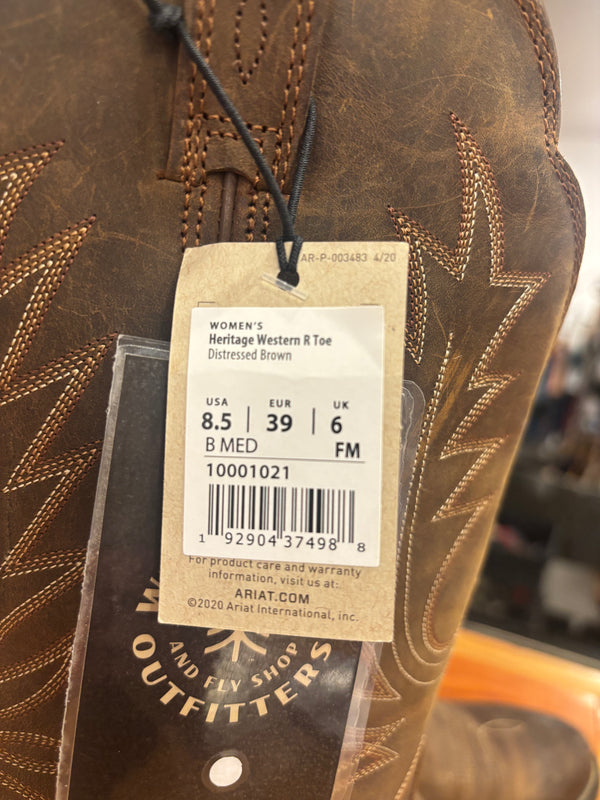 AR-P-003483 4/20
WOMEN'S
Heritage Western R Toe
Distressed Brown
USA EUR UK
8.5 | 39 | 6
B MED FM
10001021
1 92904 37498 8
For product care and warranty
information, visit us at:
ARIAT.COM
©2020 Ariat International, inc.
AND FLY SHOP
OUTFITTERS